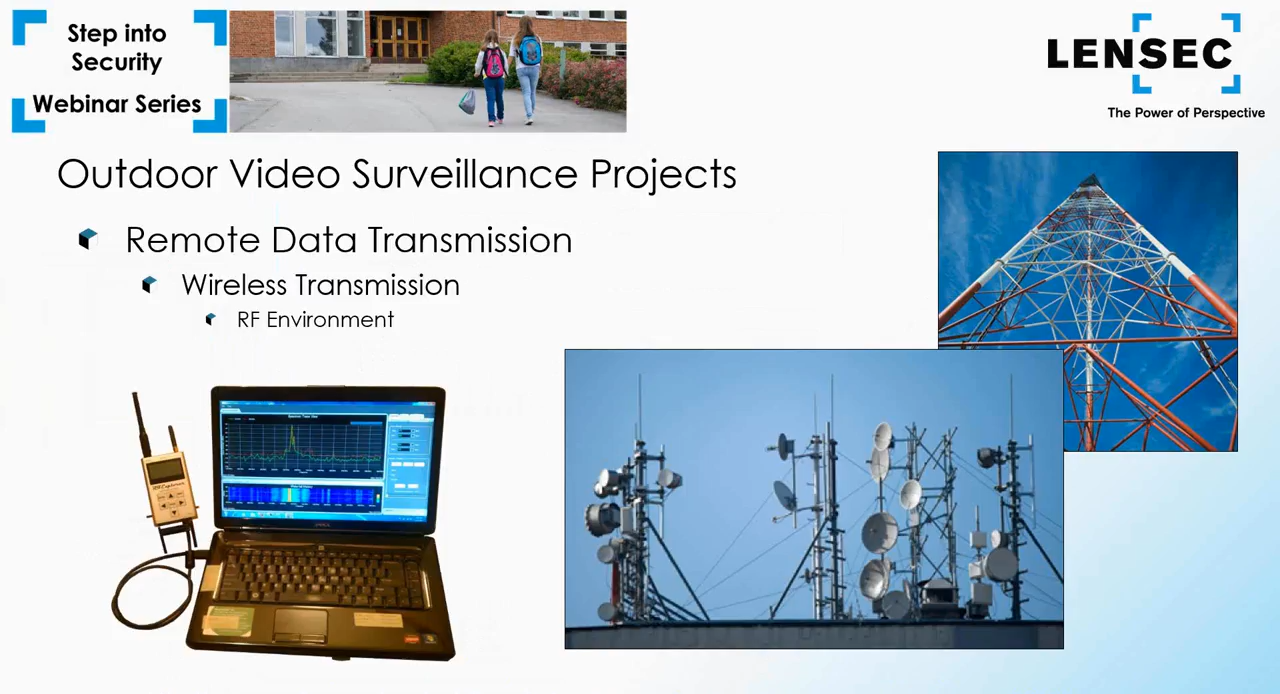 Step into
Security
Webinar Series
LENSEC
The Power of Perspective
Outdoor Video Surveillance Projects
Remote Data Transmission
Wireless Transmission
RF Environment